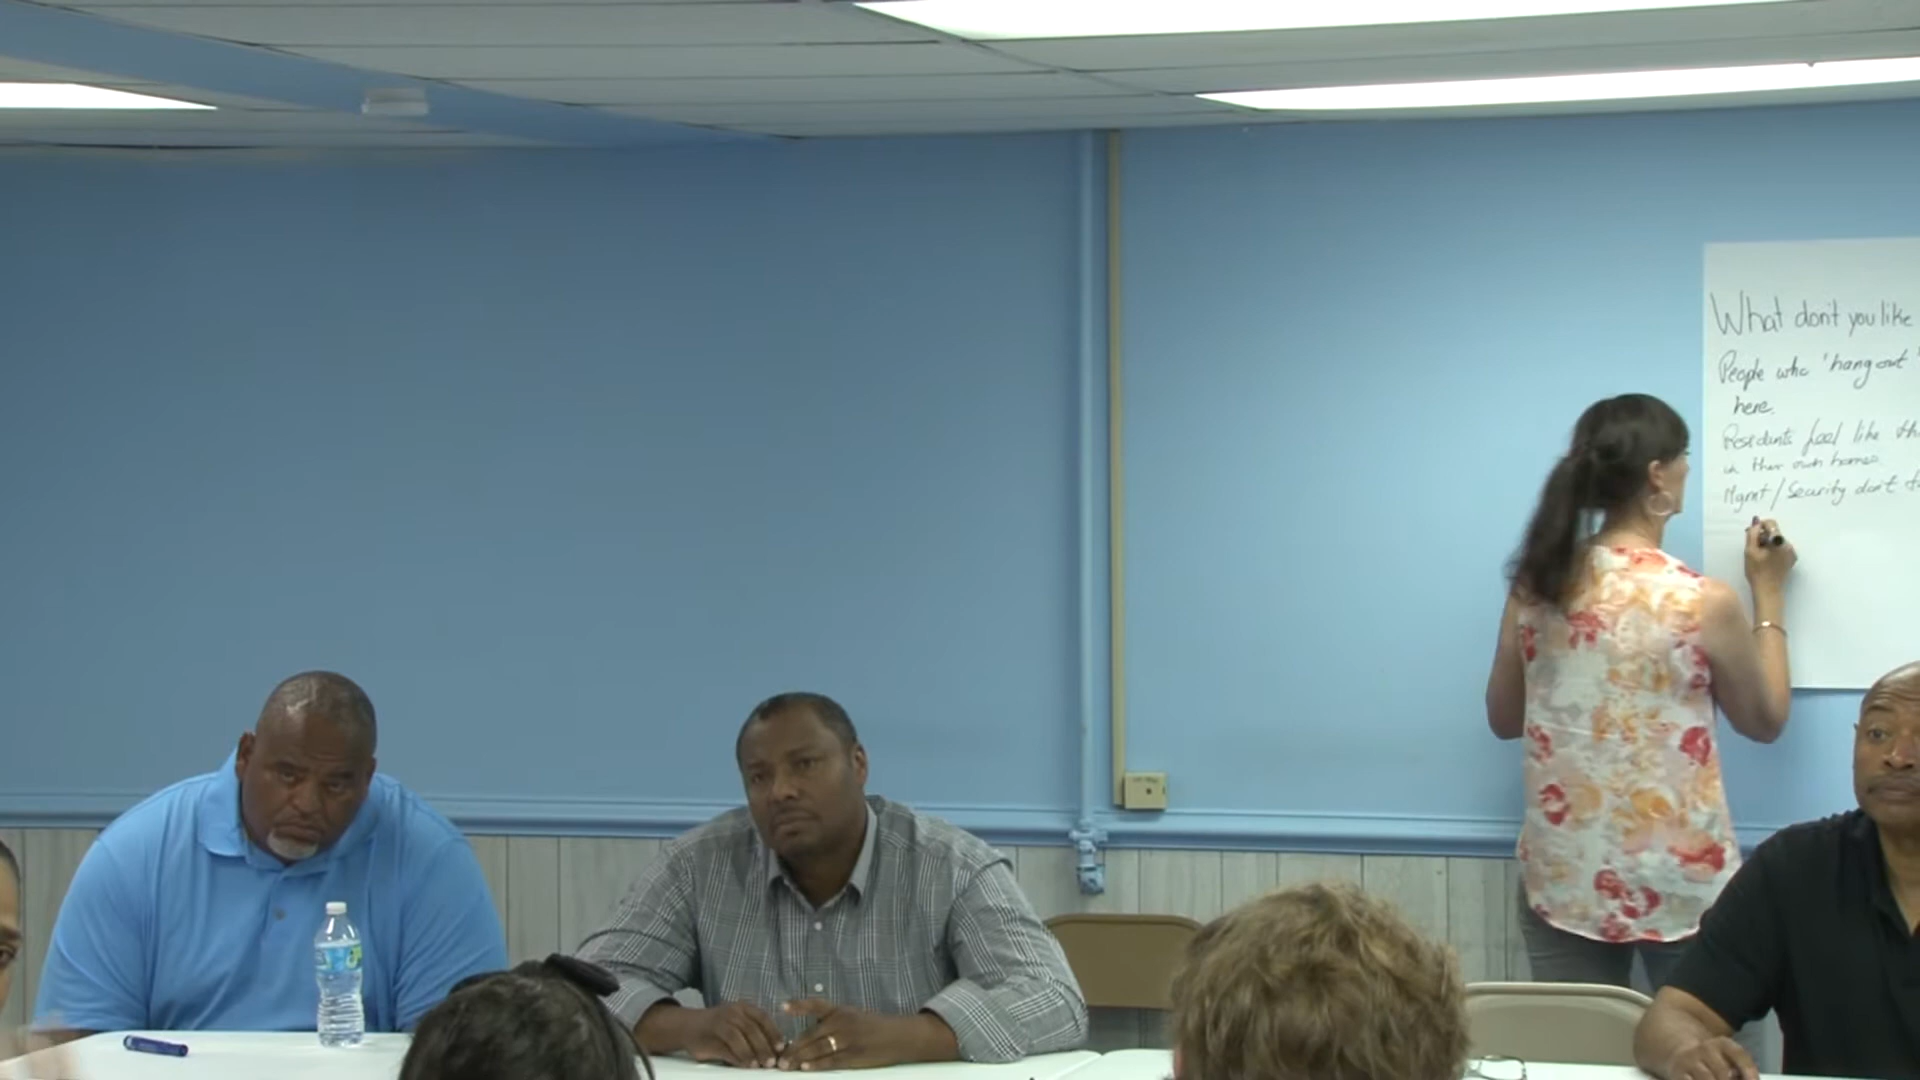 What don't you like
People who 'hang out'
here.
Residents feel like
in their own homes.
Mgmt/Security don't